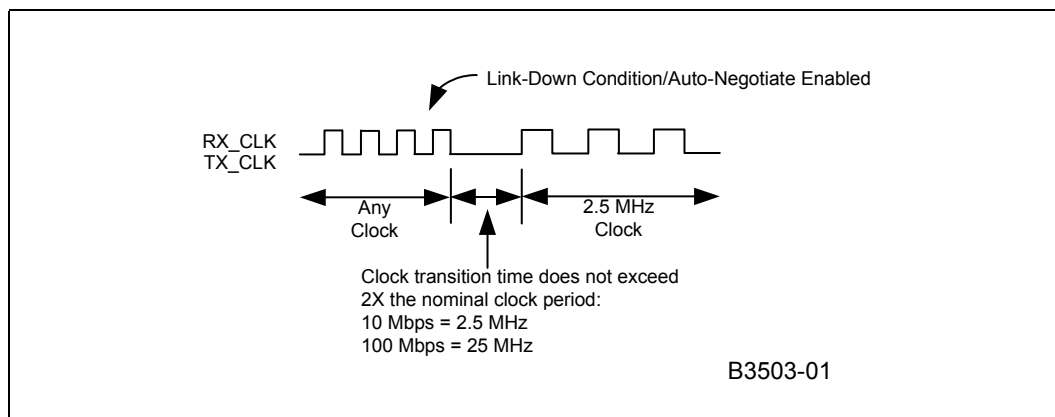 Link-Down Condition/Auto-Negotiate Enabled
RX_CLK
TX_CLK
Any
Clock
2.5 MHz
Clock
Clock transition time does not exceed
2X the nominal clock period:
10 Mbps = 2.5 MHz
100 Mbps = 25 MHz
B3503-01